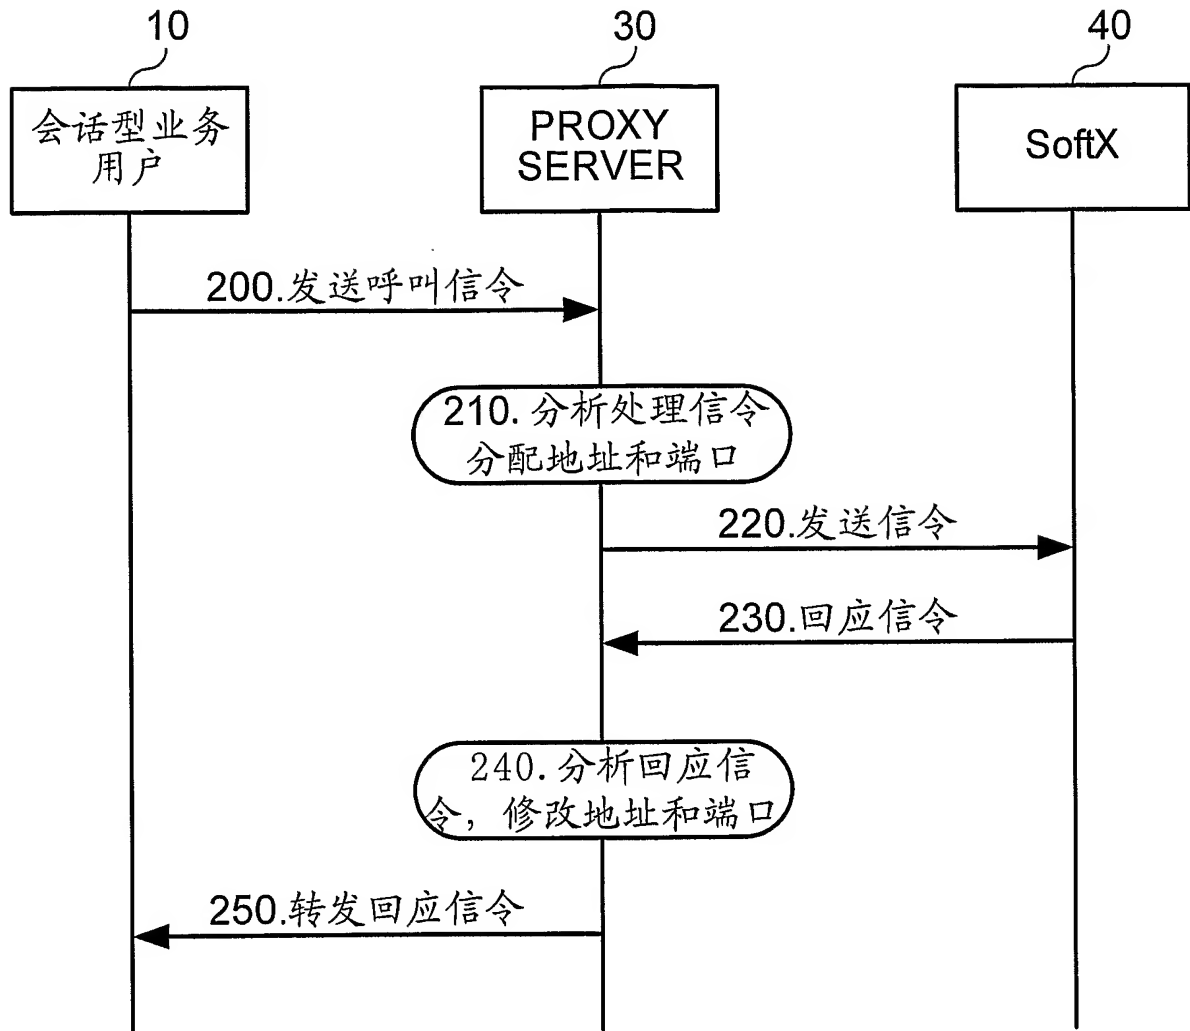 10
30
40
会话型业务
用户
PROXY
SERVER
SoftX
200.发送呼叫信令
210.分析处理信令
分配地址和端口
220.发送信令
230.回应信令
240.分析回应信
令，修改地址和端口
250.转发回应信令